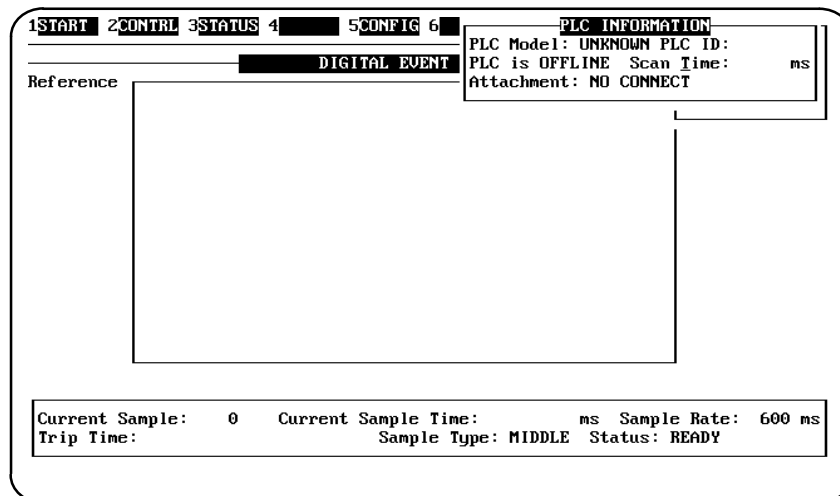 1START 2CONTRL 3STATUS 4 5CONFIG 6
PLC INFORMATION
PLC Model: UNKNOWN PLC ID:
DIGITAL EVENT
PLC is OFFLINE Scan Time: ms
Reference
Attachment: NO CONNECT
Current Sample: 0 Current Sample Time: ms Sample Rate: 600 ms
Trip Time: Sample Type: MIDDLE Status: READY